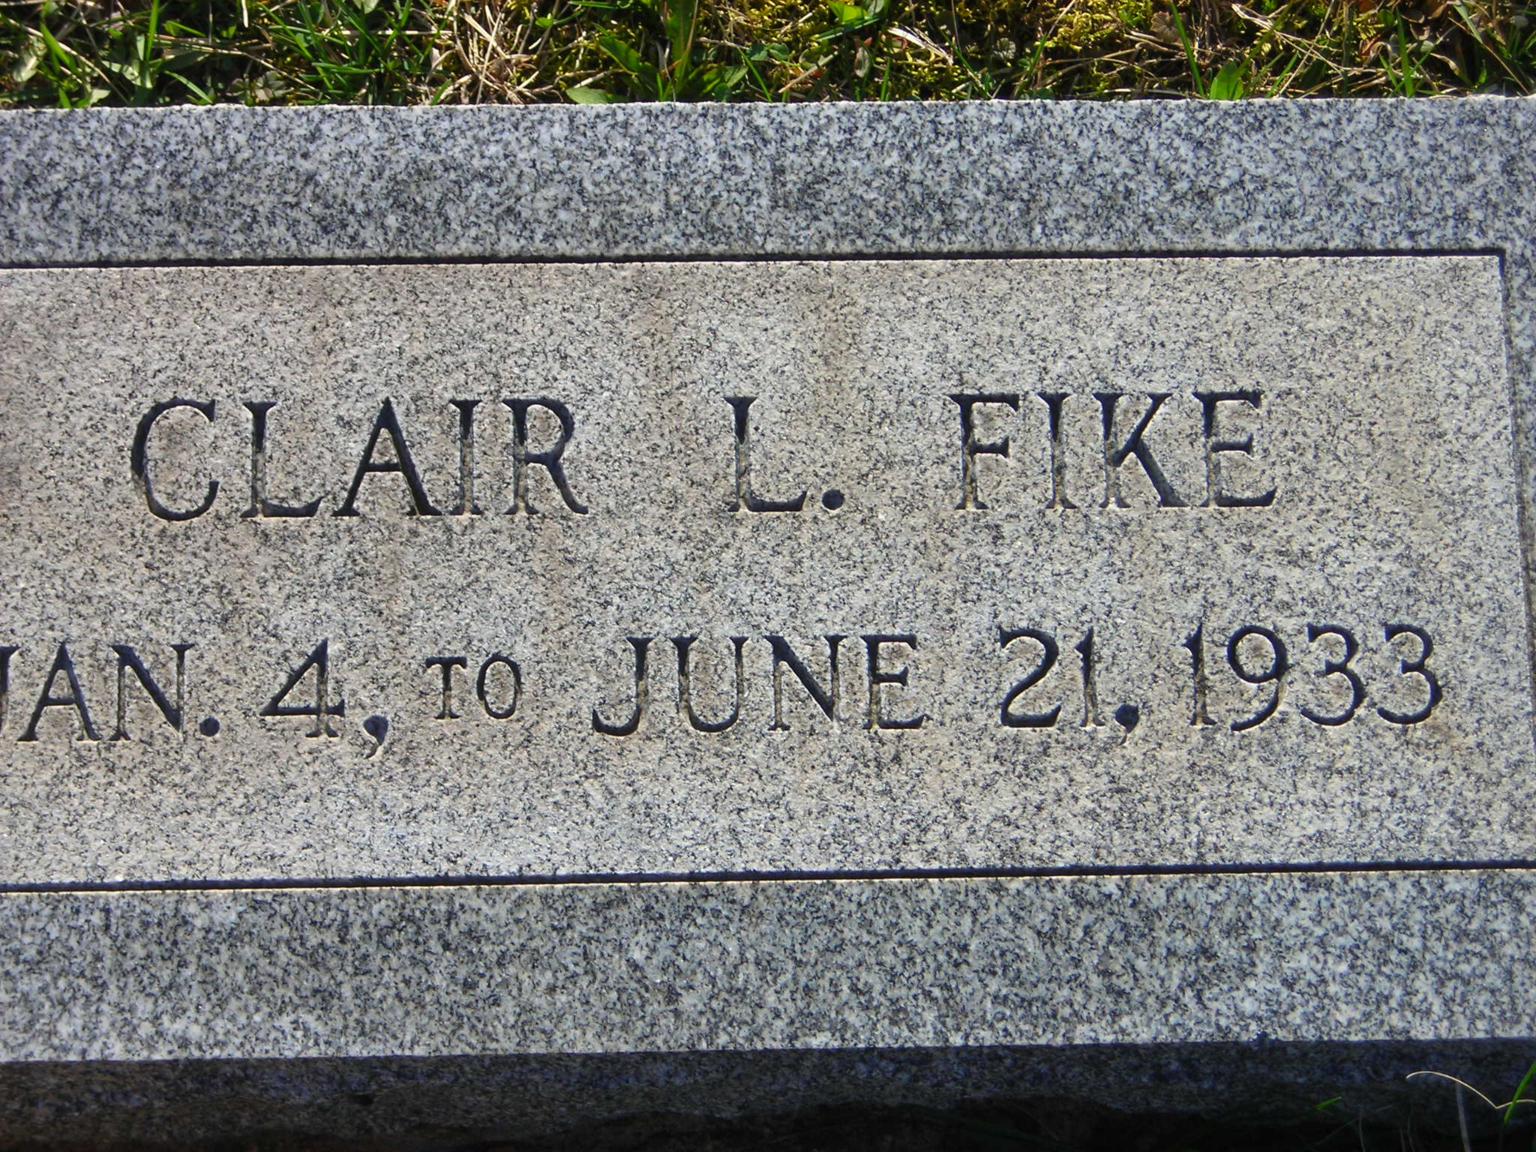 CLAIR L. FIKE
JAN. 4, TO JUNE 21, 1933